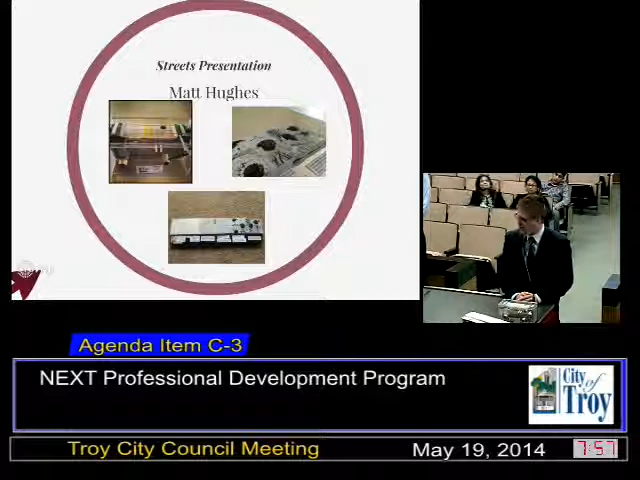 Streets Presentation
Matt Hughes
Agenda Item C-3
NEXT Professional Development Program
City
of
Troy
Troy City Council Meeting
May 19, 2014
7:57